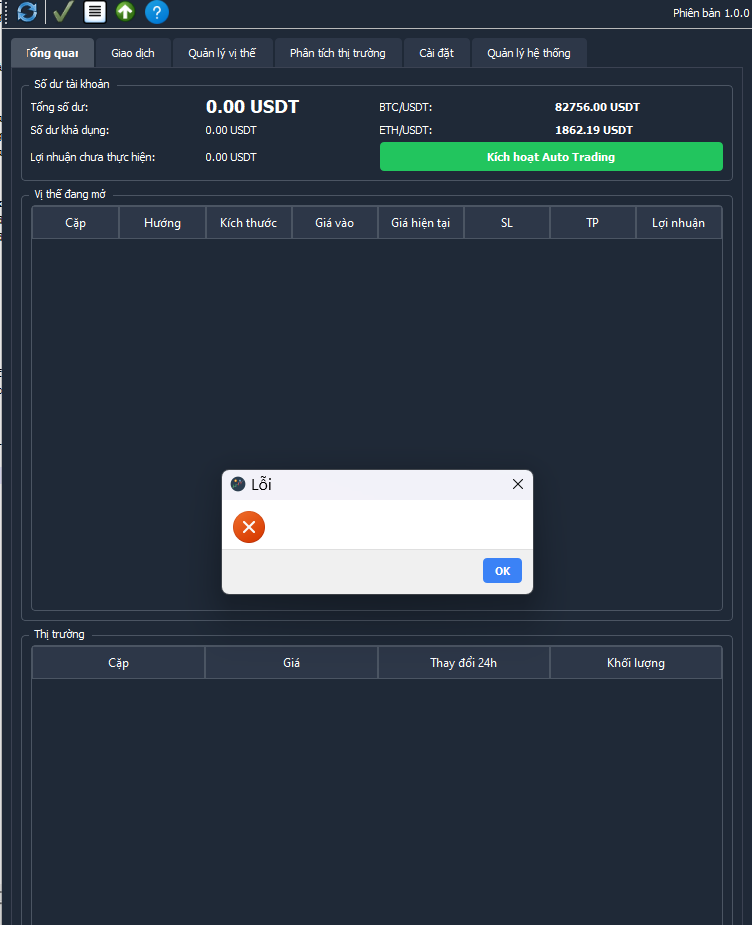 Phiên bản 1.0.0
Tổng quan Giao dịch Quản lý vị thế Phân tích thị trường Cài đặt Quản lý hệ thống
Số dư tài khoản
Tổng số dư: 0.00 USDT BTC/USDT: 82756.00 USDT
Số dư khả dụng: 0.00 USDT ETH/USDT: 1862.19 USDT
Lợi nhuận chưa thực hiện: 0.00 USDT Kích hoạt Auto Trading
Vị thế đang mở
Cặp Hướng Kích thước Giá vào Giá hiện tại SL TP Lợi nhuận
Lỗi
OK
Thị trường
Cặp Giá Thay đổi 24h Khối lượng